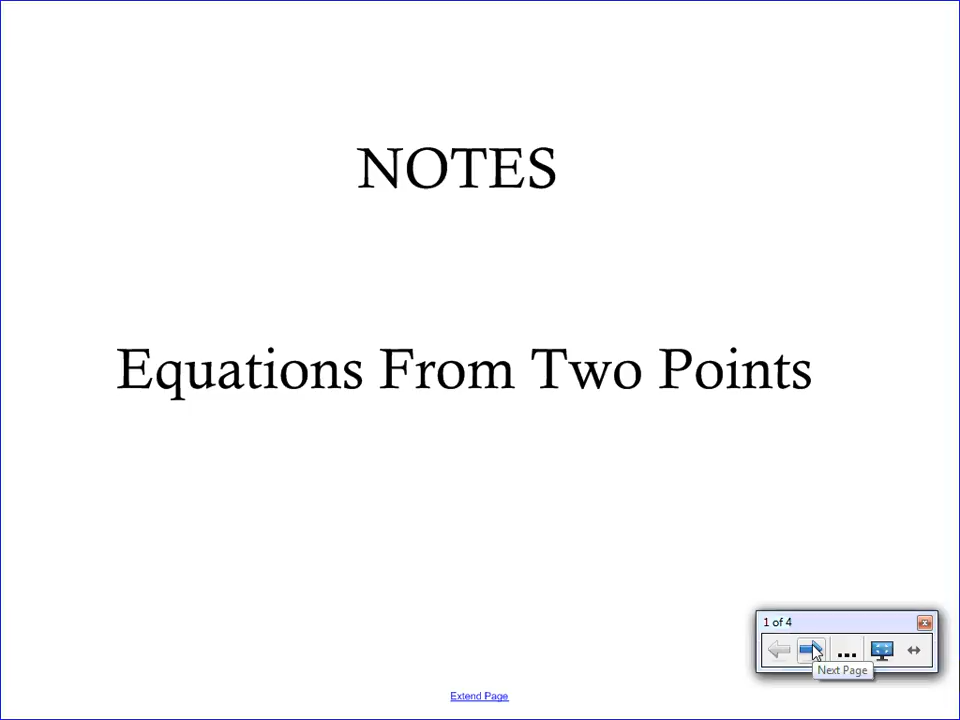 NOTES
Equations From Two Points
1 of 4
...
Next Page
Extend Page